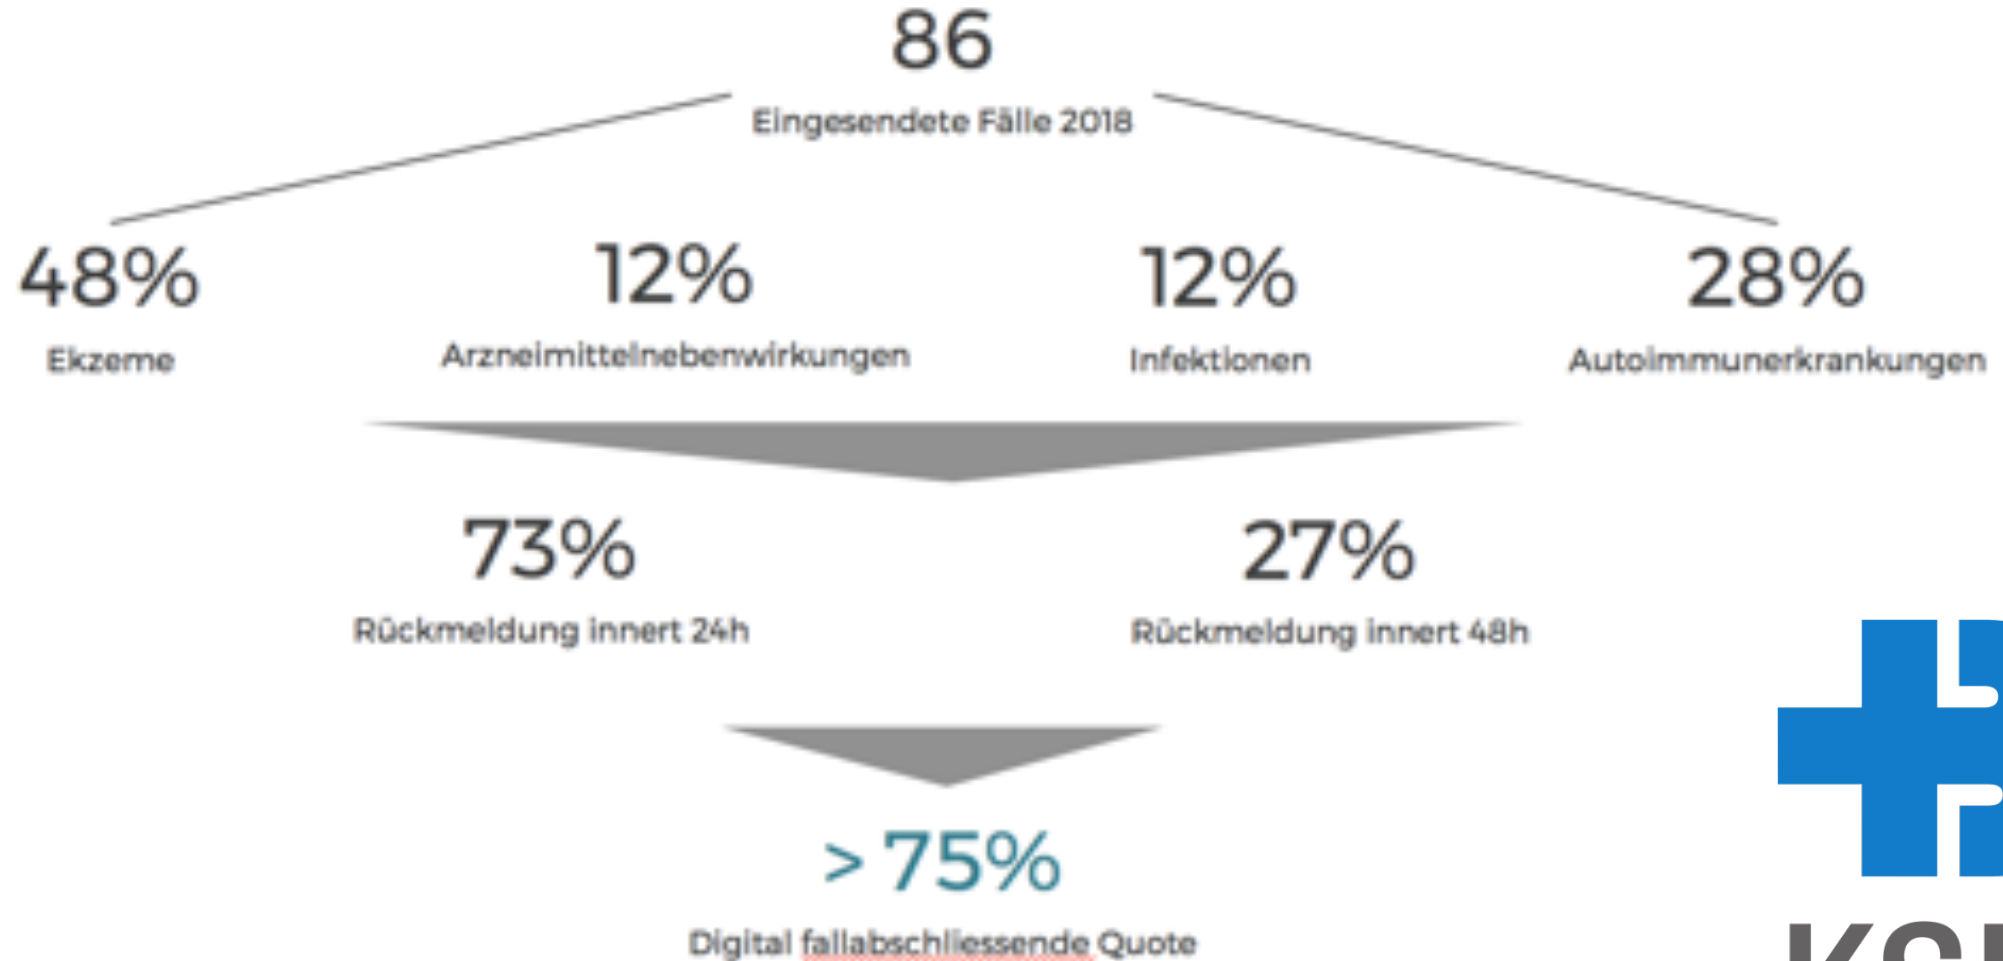 86
Eingesendete Fälle 2018
48%
12%
12%
28%
Ekzeme
Arzneimittelnebenwirkungen
Infektionen
Autoimmunerkrankungen
73%
27%
Rückmeldung innert 24h
Rückmeldung innert 48h
> 75%
Digital fallabschliessende Quote